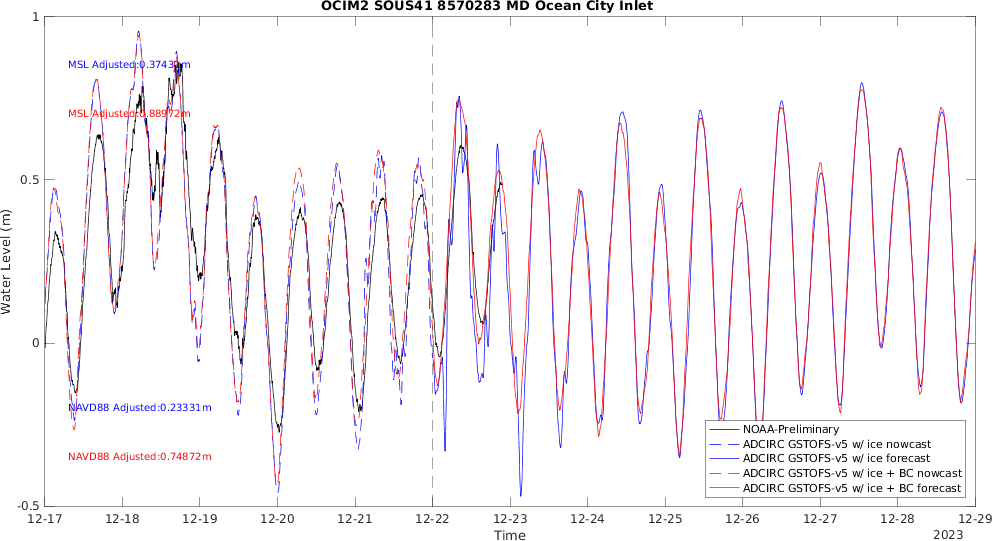 OCIM2 SOUS41 8570283 MD Ocean City Inlet
1
MSL Adjusted:0.3743
MSL Adjusted:0.88972m
0.5
Water Level (m)
0
NAVD88 Adjusted:0.23331m
NAVD88 Adjusted:0.74872m
-0.5
NOAA-Preliminary
ADCIRC GSTOFS-v5 w/ ice nowcast
ADCIRC GSTOFS-v5 w/ ice forecast
ADCIRC GSTOFS-v5 w/ ice + BC nowcast
ADCIRC GSTOFS-v5 w/ ice + BC forecast
12-17 12-18 12-19 12-20 12-21 12-22 12-23 12-24 12-25 12-26 12-27 12-28 12-29
Time
2023